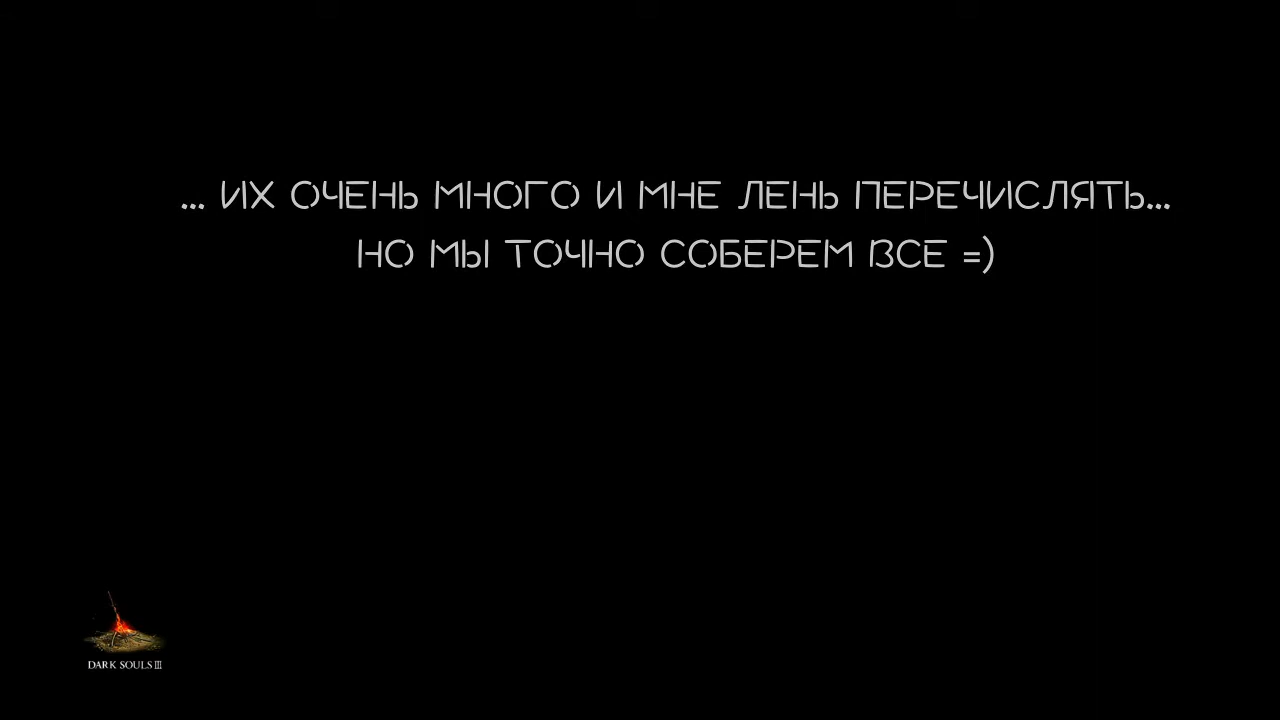 ... ИХ ОЧЕНЬ МНОГО И МНЕ ЛЕНЬ ПЕРЕЧИСЛЯТЬ...
НО МЫ ТОЧНО СОБЕРЕМ ВСЕ =)
DARK SOULS III